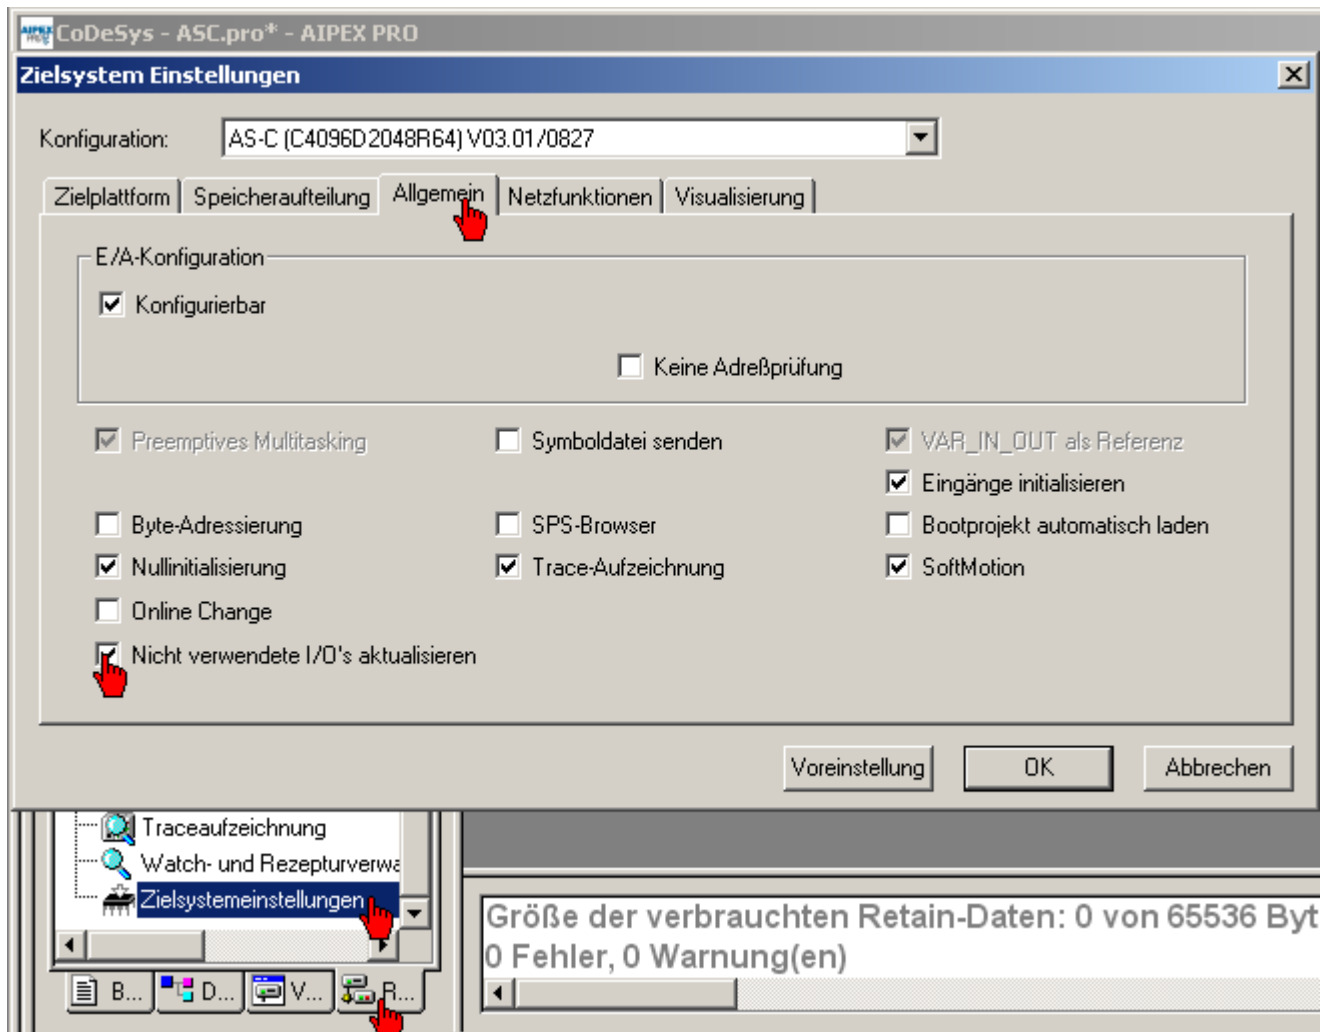 CoDeSys - ASC.pro* - AIPEX PRO
Zielsystem Einstellungen
Konfiguration: AS-C (C4096D2048R64) V03.01/0827
Zielplattform Speicheraufteilung Allgemein Netzfunktionen Visualisierung
E/A-Konfiguration
Konfigurierbar
Keine Adreßprüfung
Preemptives Multitasking Symboldatei senden VAR_IN_OUT als Referenz
Eingänge initialisieren
Byte-Adressierung SPS-Browser Bootprojekt automatisch laden
Nullinitialisierung Trace-Aufzeichnung SoftMotion
Online Change
Nicht verwendete I/O's aktualisieren
Voreinstellung OK Abbrechen
Traceaufzeichnung
Watch- und Rezepturverwa
Zielsystemeinstellungen
Größe der verbrauchten Retain-Daten: 0 von 65536 Byt
0 Fehler, 0 Warnung(en)
B... D... V... R...